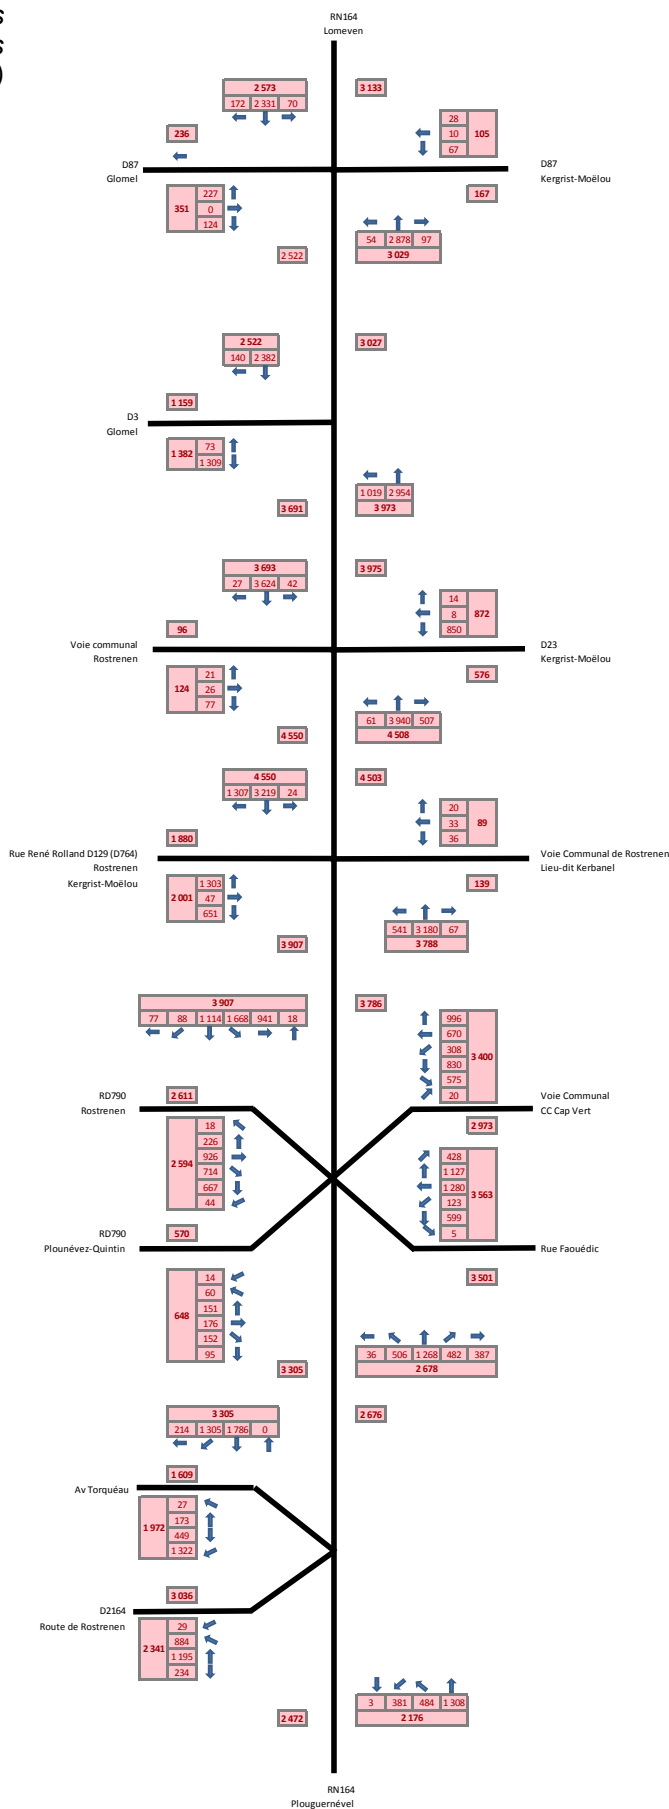 s
s
)
RN164
Lomeven
2 573
172 2 331 70
3 133
236
28
10
67
105
D87
Glomel
D87
Kergrist-Moëlou
351
227
0
124
167
54 2 878 97
3 029
2 522
2 522
140 2 382
3 027
1 159
D3
Glomel
1 382
73
1 309
1 019 2 954
3 973
3 691
3 693
27 3 624 42
3 975
14
8
850
872
96
Voie communal
Rostrenen
D23
Kergrist-Moëlou
124
21
26
77
576
61 3 940 507
4 508
4 550
4 550
1 307 3 219 24
4 503
20
33
36
89
1 880
Rue René Rolland D129 (D764)
Rostrenen
Kergrist-Moëlou
Voie Communal de Rostrenen
Lieu-dit Kerbanel
2 001
1 303
47
651
139
541 3 180 67
3 788
3 907
3 907
77 88 1 114 1 668 941 18
3 786
996
670
308
830
575
20
3 400
2 611
RD790
Rostrenen
Voie Communal
CC Cap Vert
2 594
18
226
926
714
667
44
2 973
428
1 127
1 280
123
599
5
3 563
570
RD790
Plounévez-Quintin
Rue Faouédic
648
14
60
151
176
152
95
3 501
36 506 1 268 482 387
2 678
3 305
3 305
214 1 305 1 786 0
2 676
1 609
Av Torquéau
1 972
27
173
449
1 322
3 036
D2164
Route de Rostrenen
2 341
29
884
1 195
234
3 381 484 1 308
2 176
2 472
RN164
Plouguernével